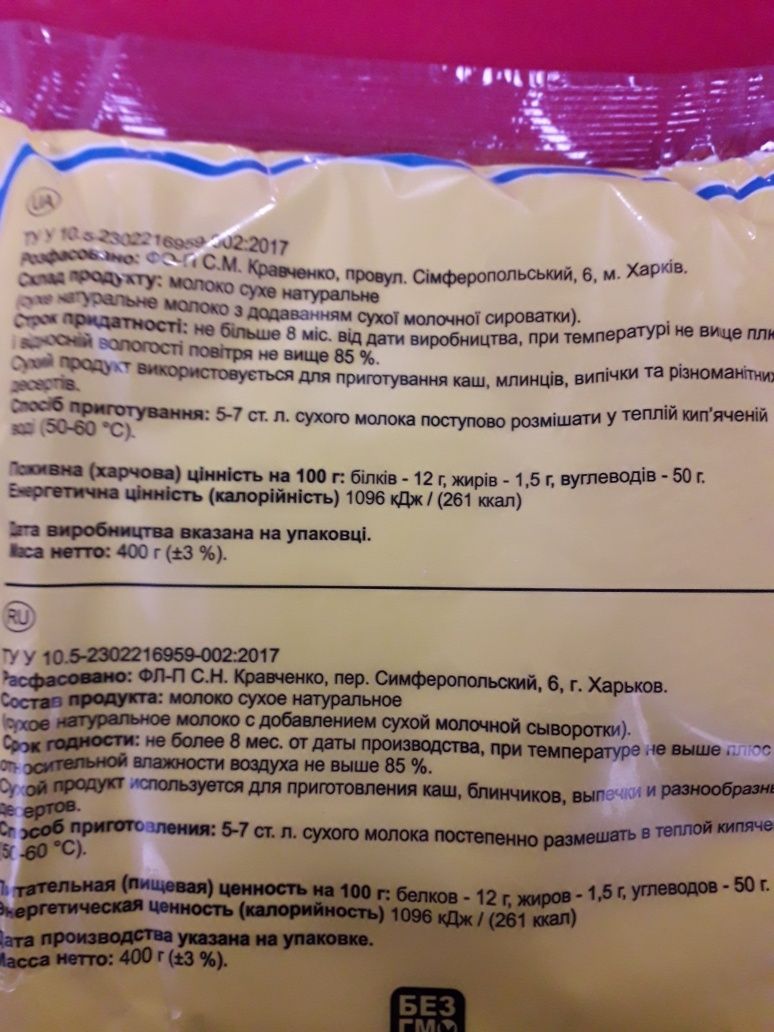 UA
ТУ У 10.5-2302216959-002:2017
Розфасовано: ФО-П С.М. Кравченко, провул. Сімферопольський, 6, м. Харків.
Склад продукту: молоко сухе натуральне
(сухе натуральне молоко з додаванням сухої молочної сироватки).
Строк придатності: не більше 8 міс. від дати виробництва, при температурі не вище плю
і відносній вологості повітря не вище 85 %.
Сухий продукт використовується для приготування каш, млинців, випічки та різноманітних
десертів.
Спосіб приготування: 5-7 ст. л. сухого молока поступово розмішати у теплій кип'яченій
воді (50-60 °С).
Поживна (харчова) цінність на 100 г: білків - 12 г, жирів - 1,5 г, вуглеводів - 50 г.
Енергетична цінність (калорійність) 1096 кДж / (261 ккал)
Дата виробництва вказана на упаковці.
Маса нетто: 400 г (±3 %).
RU
ТУ У 10.5-2302216959-002:2017
Расфасовано: ФЛ-П С.Н. Кравченко, пер. Симферопольский, 6, г. Харьков.
Состав продукта: молоко сухое натуральное
(сухое натуральное молоко с добавлением сухой молочной сыворотки).
Срок годности: не более 8 мес. от даты производства, при температуре не выше плюс
относительной влажности воздуха не выше 85 %.
Сухой продукт используется для приготовления каш, блинчиков, выпечки и разнообразны
десертов.
Способ приготовления: 5-7 ст. л. сухого молока постепенно размешать в теплой кипяче
(50-60 °С).
Питательная (пищевая) ценность на 100 г: белков - 12 г, жиров - 1,5 г, углеводов - 50 г.
Энергетическая ценность (калорийность) 1096 кДж / (261 ккал)
Дата производства указана на упаковке.
Масса нетто: 400 г (±3 %).
БЕЗ
ГМО